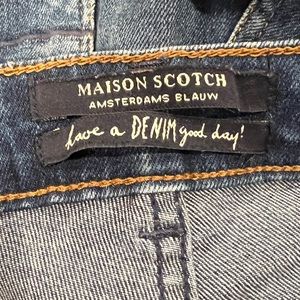 MAISON SCOTCH
AMSTERDAMS BLAUW
have a DENIM good day!